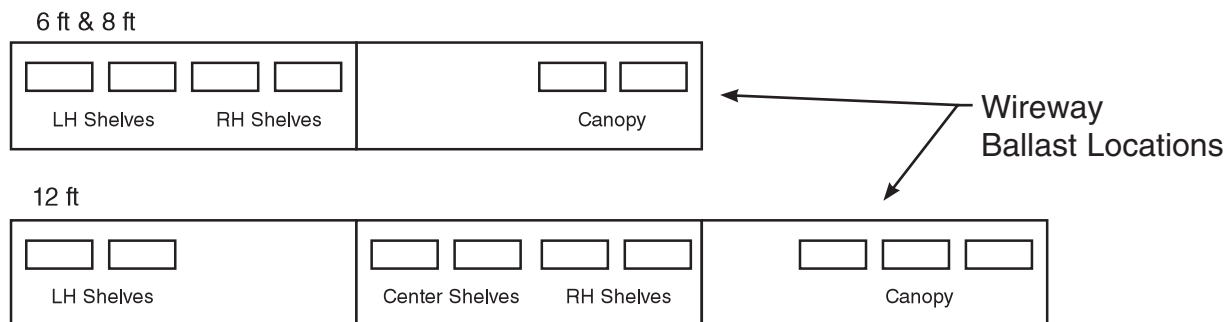 6 ft & 8 ft
LH Shelves RH Shelves Canopy
Wireway
Ballast Locations
12 ft
LH Shelves Center Shelves RH Shelves Canopy